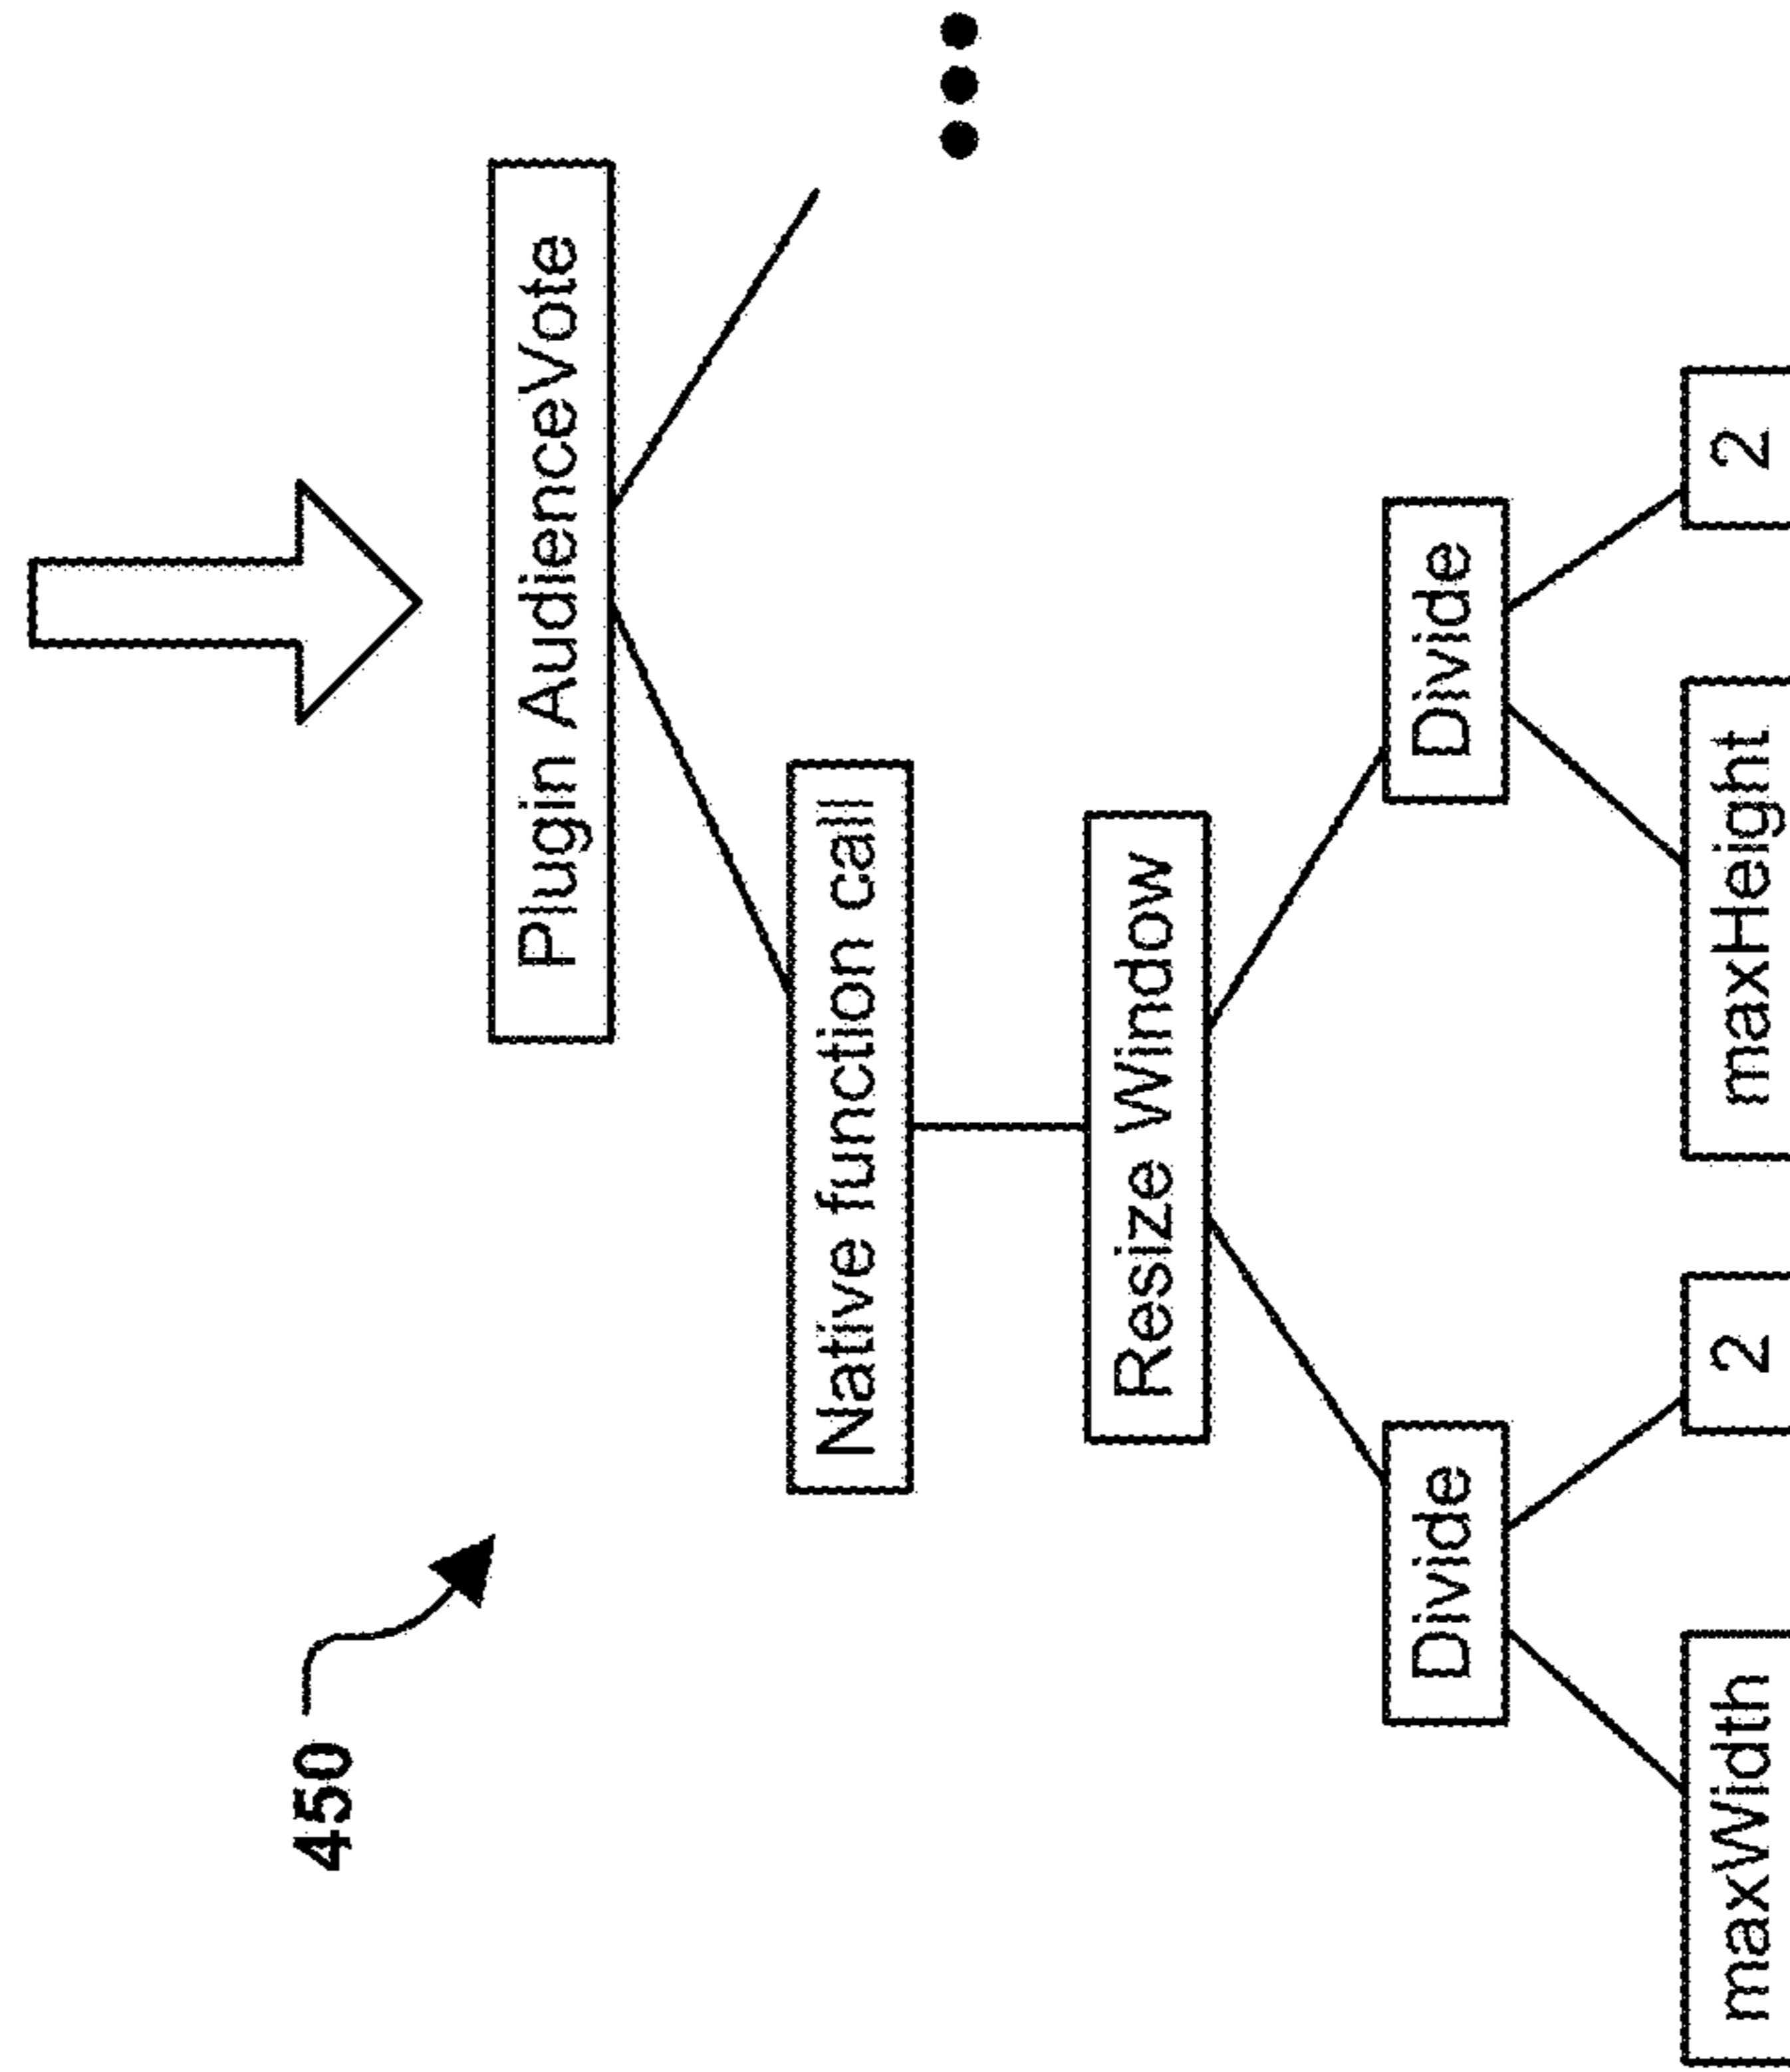 450
Plugin AudienceVote
Native function call
Resize Window
Divide
Divide
maxWidth
2
maxHeight
2